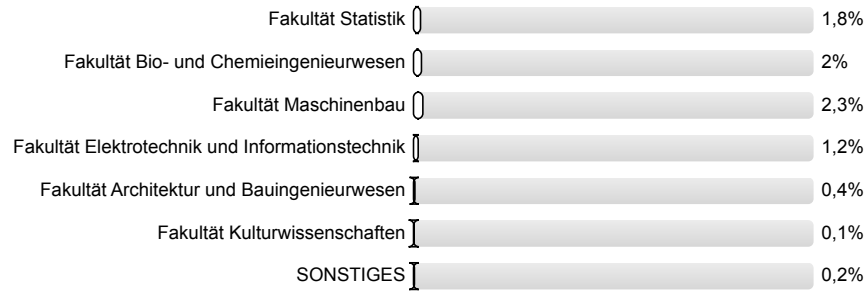 Fakultät Statistik 1,8%
Fakultät Bio- und Chemieingenieurwesen 2%
Fakultät Maschinenbau 2,3%
Fakultät Elektrotechnik und Informationstechnik 1,2%
Fakultät Architektur und Bauingenieurwesen 0,4%
Fakultät Kulturwissenschaften 0,1%
SONSTIGES 0,2%